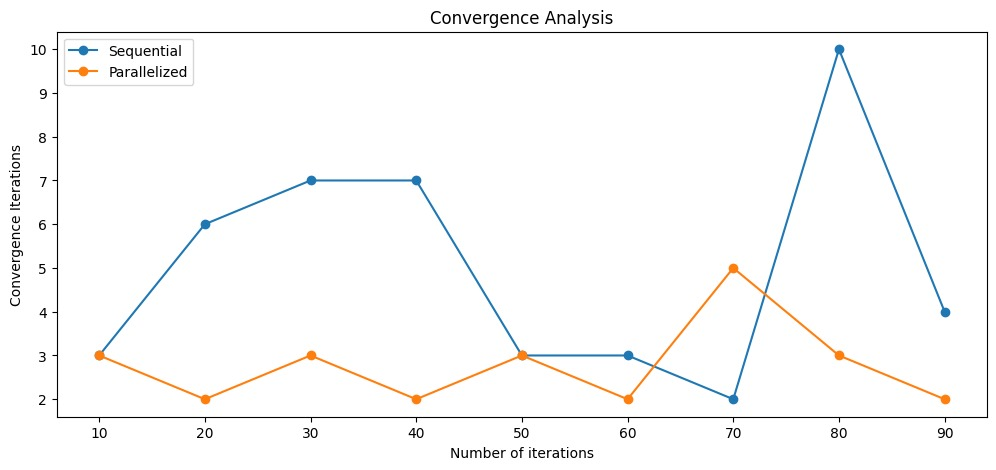 Convergence Analysis
Sequential
Parallelized
Convergence Iterations
10
9
8
7
6
5
4
3
2
10 20 30 40 50 60 70 80 90
Number of iterations